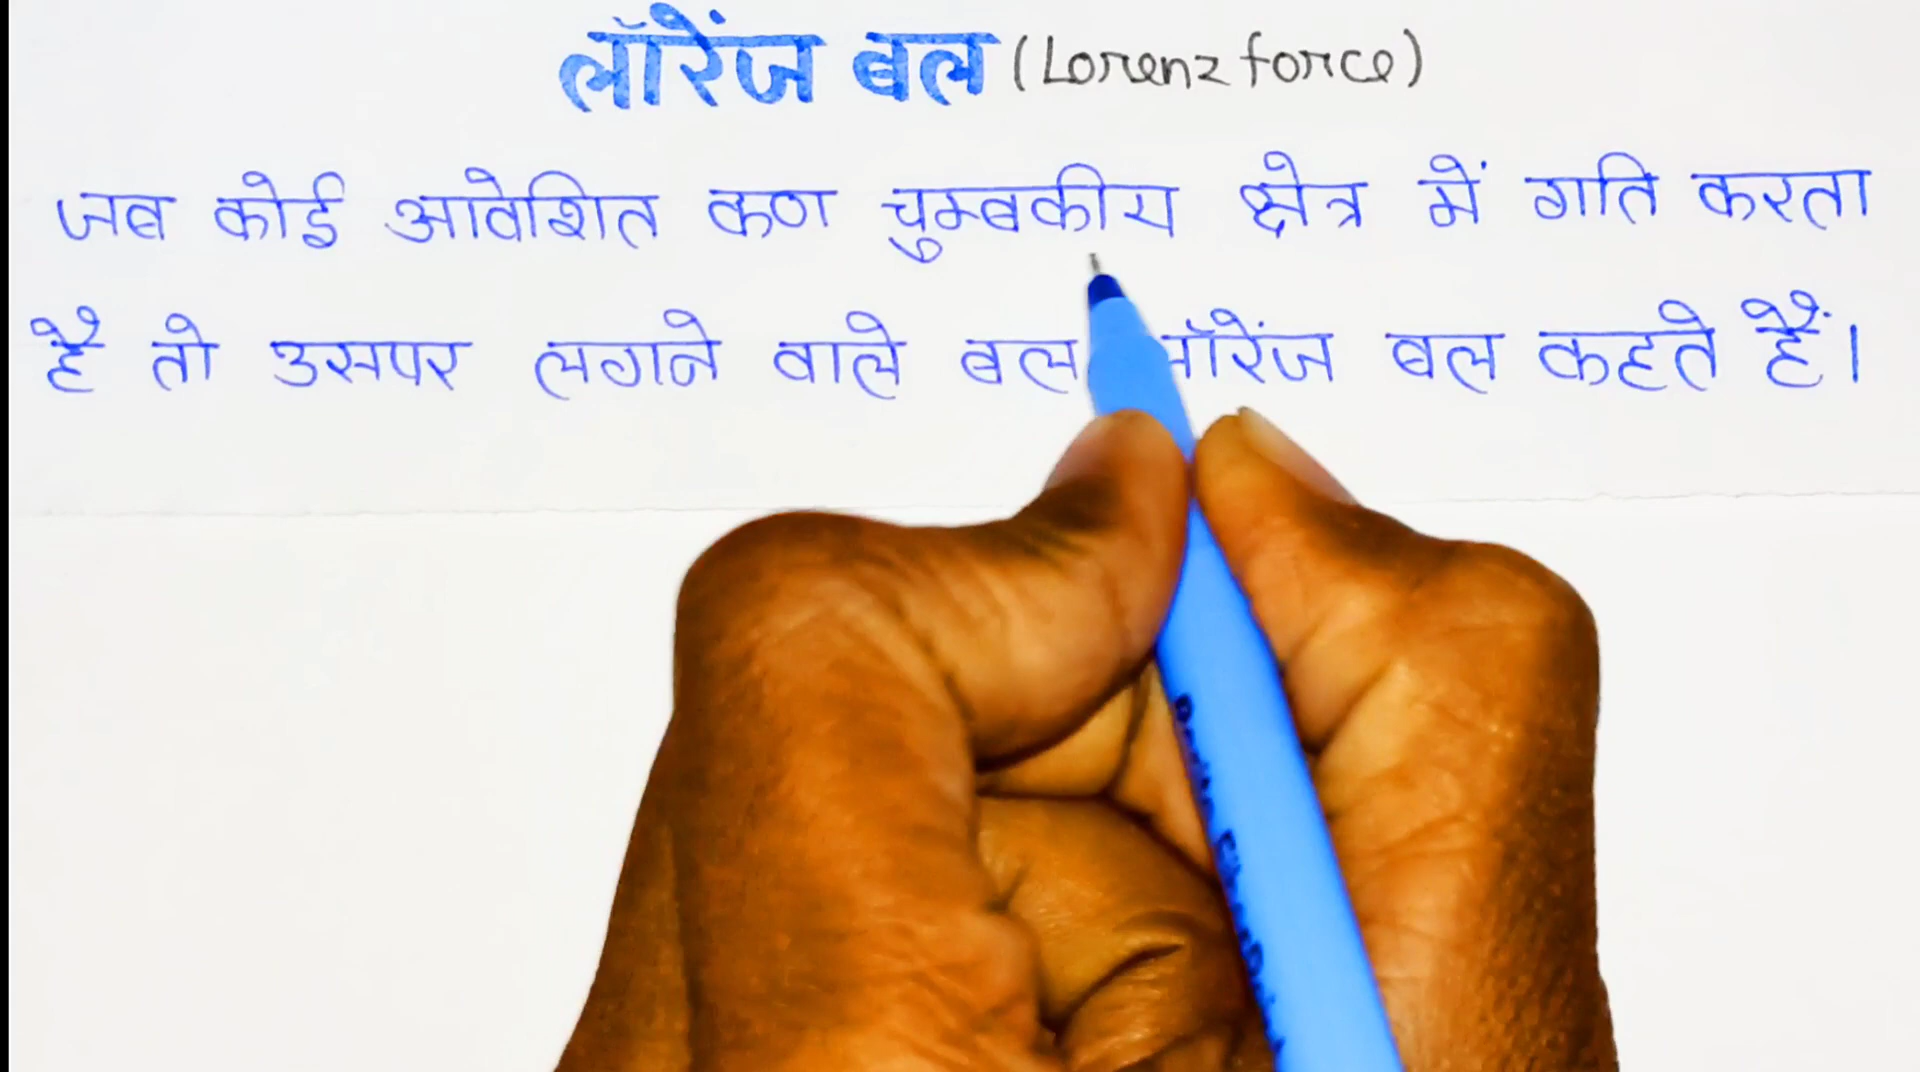 लॉरेंज बल (Lorenz force)
जब कोई आवेशित कण चुम्बकीय क्षेत्र में गति करता
है तो उसपर लगने वाले बल लॉरेंज बल कहते हैं।